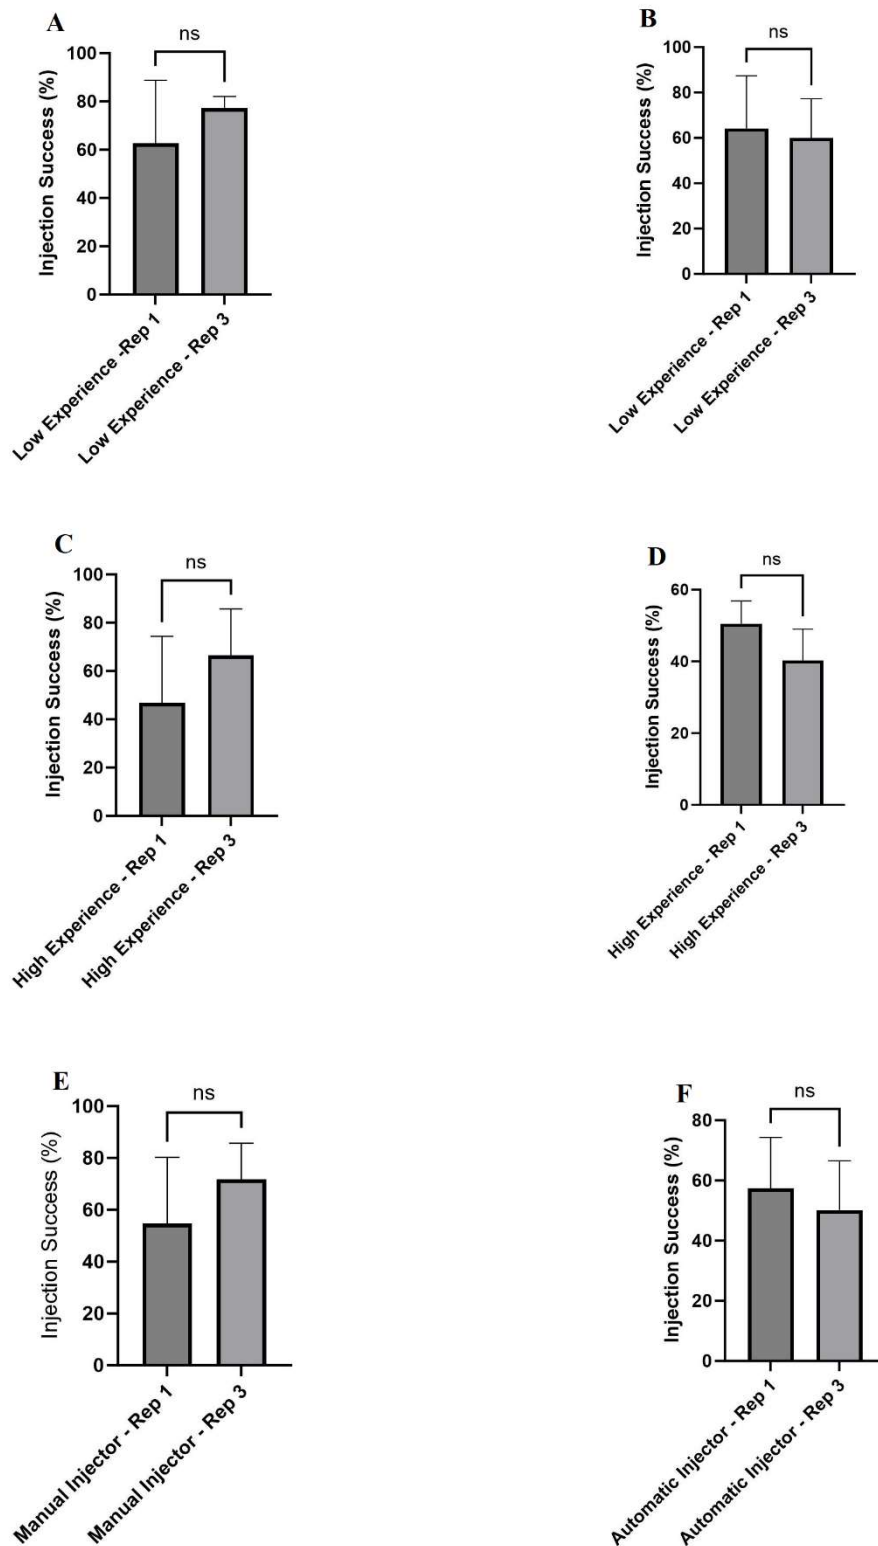 A
ns
Injection Success (%)
100
80
60
40
20
0
Low Experience -Rep 1
Low Experience - Rep 3
B
ns
Injection Success (%)
100
80
60
40
20
0
Low Experience - Rep 1
Low Experience - Rep 3
C
ns
Injection Success (%)
100
80
60
40
20
0
High Experience - Rep 1
High Experience - Rep 3
D
ns
Injection Success (%)
60
40
20
0
High Experience - Rep 1
High Experience - Rep 3
E
ns
Injection Success (%)
100
80
60
40
20
0
Manual Injector - Rep 1
Manual Injector - Rep 3
F
ns
Injection Success (%)
80
60
40
20
0
Automatic Injector - Rep 1
Automatic Injector - Rep 3